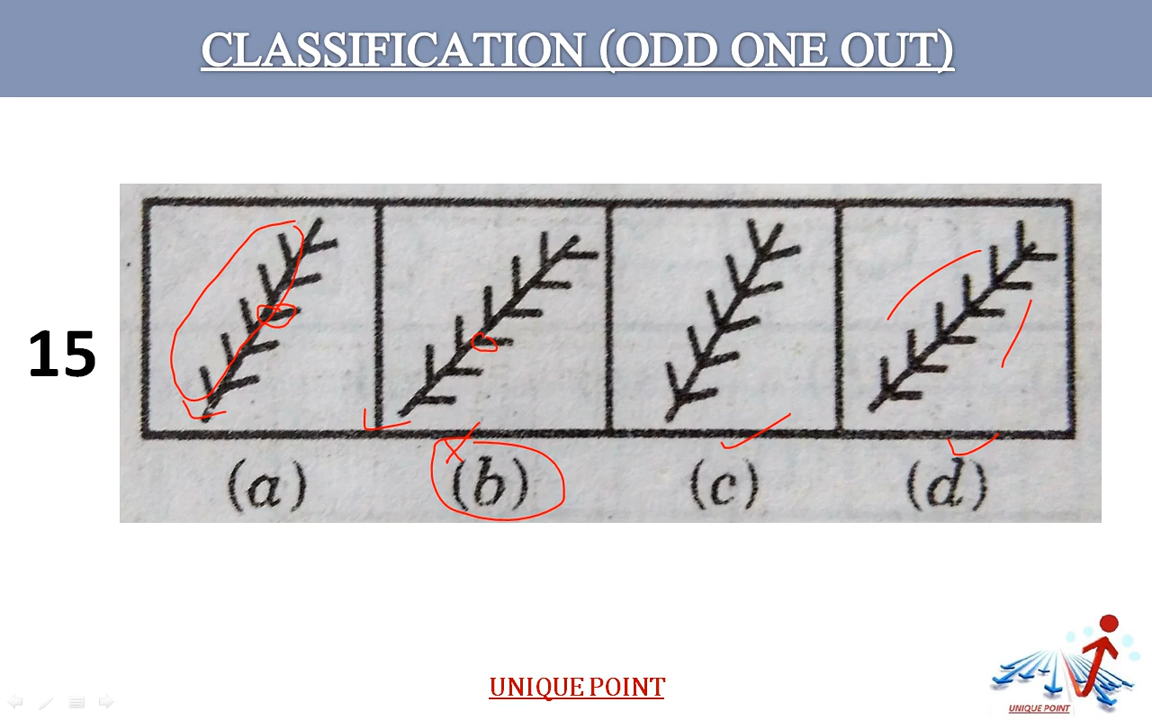 CLASSIFICATION (ODD ONE OUT)
15
(a) (b) (c) (d)
UNIQUE POINT
UNIQUE POINT